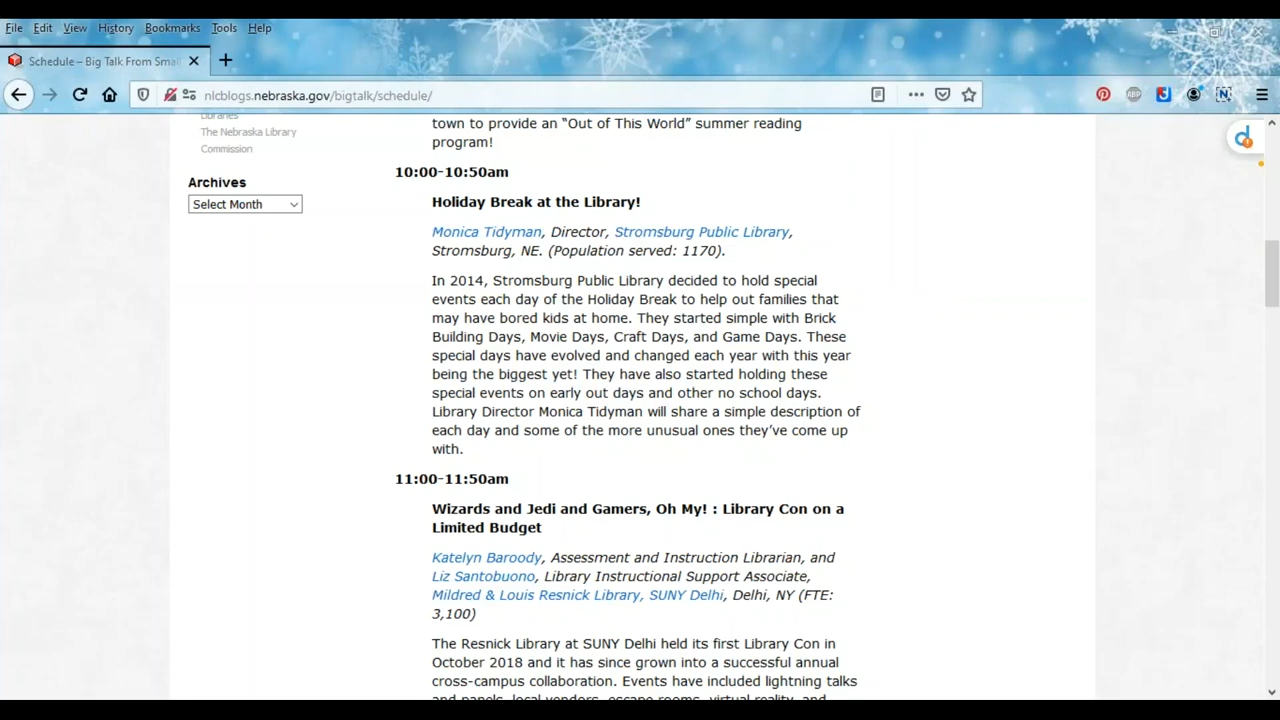 File Edit View History Bookmarks Tools Help
Schedule – Big Talk From Smal
nlcblogs.nebraska.gov/bigtalk/schedule/
Libraries
The Nebraska Library
Commission
Archives
Select Month
town to provide an “Out of This World” summer reading
program!
10:00-10:50am
Holiday Break at the Library!
Monica Tidyman, Director, Stromsburg Public Library,
Stromsburg, NE. (Population served: 1170).
In 2014, Stromsburg Public Library decided to hold special
events each day of the Holiday Break to help out families that
may have bored kids at home. They started simple with Brick
Building Days, Movie Days, Craft Days, and Game Days. These
special days have evolved and changed each year with this year
being the biggest yet! They have also started holding these
special events on early out days and other no school days.
Library Director Monica Tidyman will share a simple description of
each day and some of the more unusual ones they’ve come up
with.
11:00-11:50am
Wizards and Jedi and Gamers, Oh My! : Library Con on a
Limited Budget
Katelyn Baroody, Assessment and Instruction Librarian, and
Liz Santobuono, Library Instructional Support Associate,
Mildred & Louis Resnick Library, SUNY Delhi, Delhi, NY (FTE:
3,100)
The Resnick Library at SUNY Delhi held its first Library Con in
October 2018 and it has since grown into a successful annual
cross-campus collaboration. Events have included lightning talks
and panels, local vendors, escape rooms, virtual reality, and